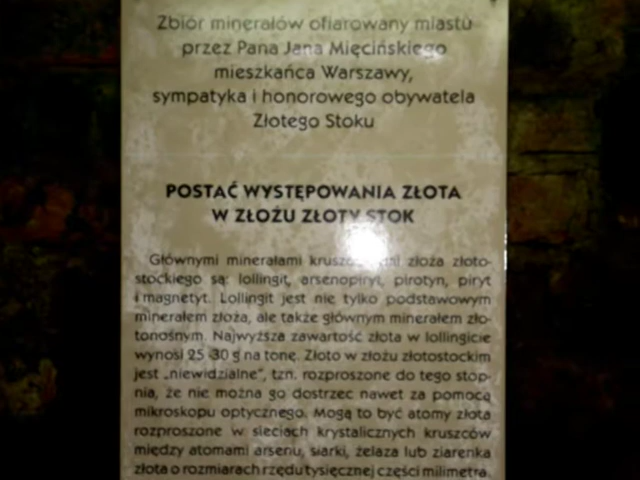 Zbiór minerałów ofiarowany miastu
przez Pana Jana Mięcińskiego
mieszkańca Warszawy,
sympatyka i honorowego obywatela
Złotego Stoku
POSTAĆ WYSTĘPOWANIA ZŁOTA
W ZŁOŻU ZŁOTY STOK
Głównymi minerałami złoża złoto-
stockiego są: lollingit, arsenopiryt, pirotyn, piryt
i magnetyt. Lollingit jest nie tylko podstawowym
minerałem złoża, ale także głównym minerałem zło-
tonośnym. Najwyższa zawartość złota w lollingicie
wynosi 25-30 g na tonę. Złoto w złożu złotostockim
jest „niewidzialne”, tzn. rozproszone do tego stop-
nia, że nie można go dostrzec nawet za pomocą
mikroskopu optycznego. Mogą to być atomy złota
rozproszone w sieciach krystalicznych kruszców
między atomami arsenu, siarki, żelaza lub ziarenka
złota o rozmiarach rzędu tysięcznej części milimetra.